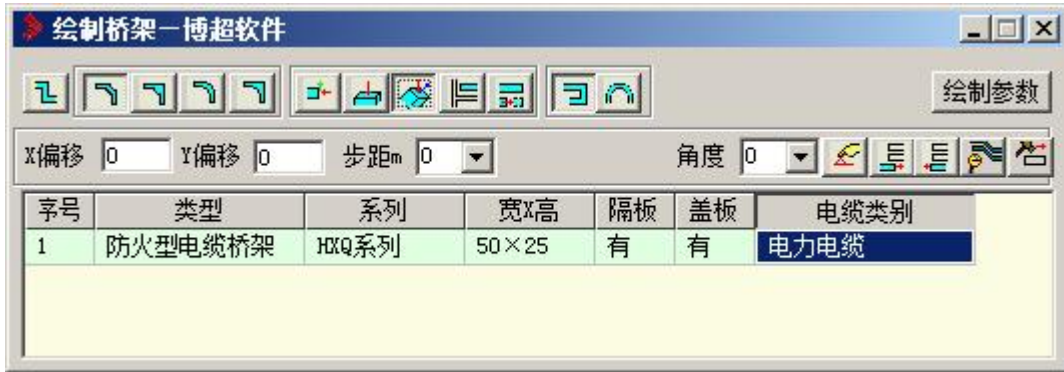 绘制桥架－博超软件
绘制参数
X偏移 0 Y偏移 0 步距m 0 角度 0
序号 类型 系列 宽X高 隔板 盖板 电缆类别
1 防火型电缆桥架 HXQ系列 50×25 有 有 电力电缆